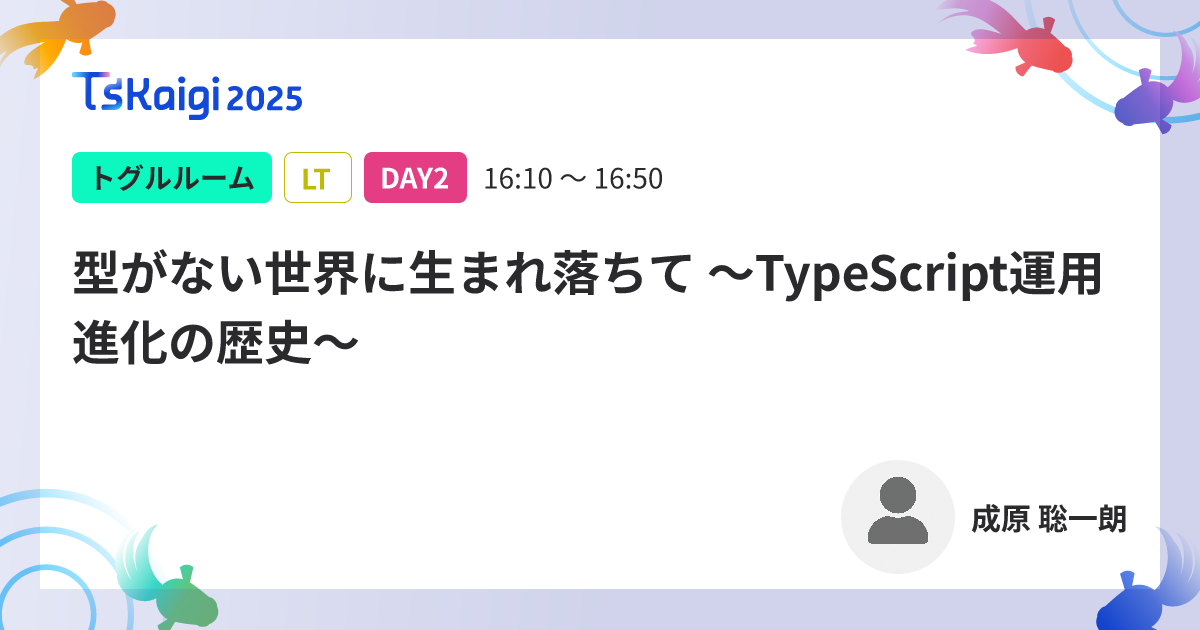 TSKaigi 2025
トグルルーム LT DAY2 16:10 〜 16:50
型がない世界に生まれ落ちて 〜TypeScript運用
進化の歴史〜
成原 聡一朗